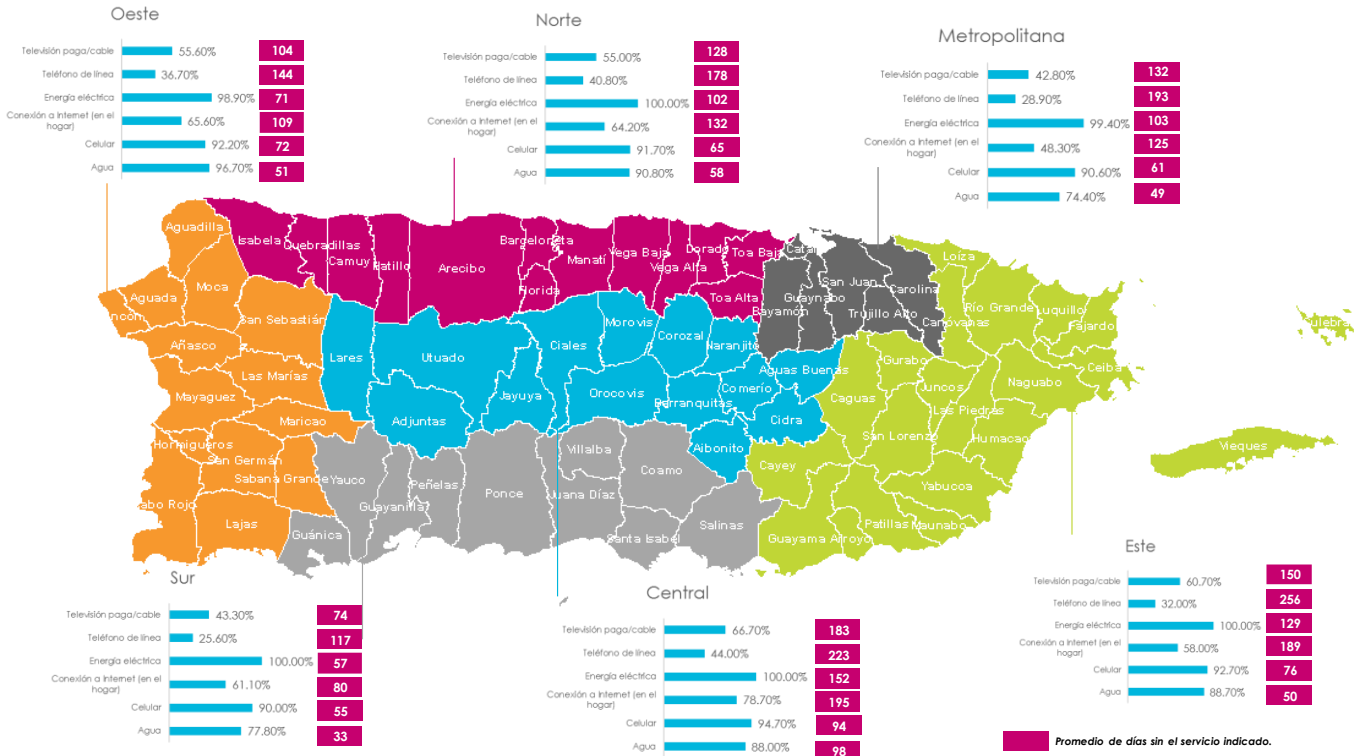 Oeste
Televisión paga/cable 55.60% 104
Teléfono de línea 36.70% 144
Energía eléctrica 98.90% 71
Conexión a Internet (en el
hogar) 65.60% 109
Celular 92.20% 72
Agua 96.70% 51
Norte
Televisión paga/cable 55.00% 128
Teléfono de línea 40.80% 178
Energía eléctrica 100.00% 102
Conexión a Internet (en el
hogar) 64.20% 132
Celular 91.70% 65
Agua 90.80% 58
Metropolitana
Televisión paga/cable 42.80% 132
Teléfono de línea 28.90% 193
Energía eléctrica 99.40% 103
Conexión a Internet (en el
hogar) 48.30% 125
Celular 90.60% 61
Agua 74.40% 49
Aguadilla
Isabela
Quebradillas
Camuy
Hatillo
Arecibo
Barceloneta
Florida
Manatí
Vega Baja
Vega Alta
Dorado
Toa Baja
Toa Alta
Cata
Bayamón
Guaynabo
San Juan
Trujillo Alto
Carolina
Canovanas
Loiza
Río Grande
Luquillo
Fajardo
Culebra
Ceiba
Naguabo
Moca
Aguada
ncón
Añasco
San Sebastián
Las Marías
Mayaguez
Maricao
Hormigueros
San Germán
Sabana Grande
abo Rojo
Lajas
Lares
Utuado
Adjuntas
Jayuya
Ciales
Morovis
Orocovis
Corozal
Naranjito
Barranquitas
Comerío
Aguas Buenas
Cidra
Aibonito
Gurabo
Juncos
Caguas
Las Piedras
San Lorenzo
Humacao
Cayey
Yabucoa
Patillas
Maunabo
Guayama
Arroyo
Vieques
Yauco
Guánica
Guayanilla
Peñelas
Ponce
Villalba
Juana Díaz
Coamo
Santa Isabel
Salinas
Sur
Televisión paga/cable 43.30% 74
Teléfono de línea 25.60% 117
Energía eléctrica 100.00% 57
Conexión a Internet (en el
hogar) 61.10% 80
Celular 90.00% 55
Agua 77.80% 33
Central
Televisión paga/cable 66.70% 183
Teléfono de línea 44.00% 223
Energía eléctrica 100.00% 152
Conexión a Internet (en el
hogar) 78.70% 195
Celular 94.70% 94
Agua 88.00% 98
Este
Televisión paga/cable 60.70% 150
Teléfono de línea 32.00% 256
Energía eléctrica 100.00% 129
Conexión a Internet (en el
hogar) 58.00% 189
Celular 92.70% 76
Agua 88.70% 50
Promedio de días sin el servicio indicado.